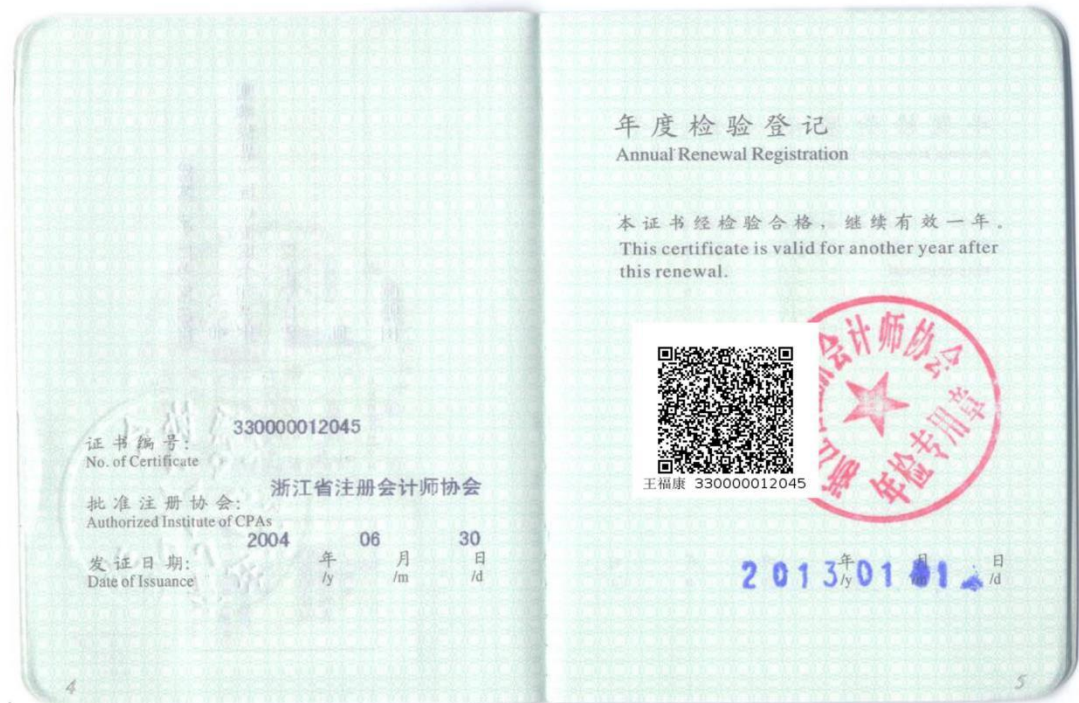 330000012045
证书编号:
No. of Certificate
浙江省注册会计师协会
批准注册协会:
Authorized Institute of CPAs
2004 06 30
发证日期: 年 月 日
Date of Issuance /y /m /d
4
年度检验登记
Annual Renewal Registration
本证书经检验合格，继续有效一年。
This certificate is valid for another year after
this renewal.
会计师协会
年检专用章
王福康 330000012045
2013年01 日
/y /d
5